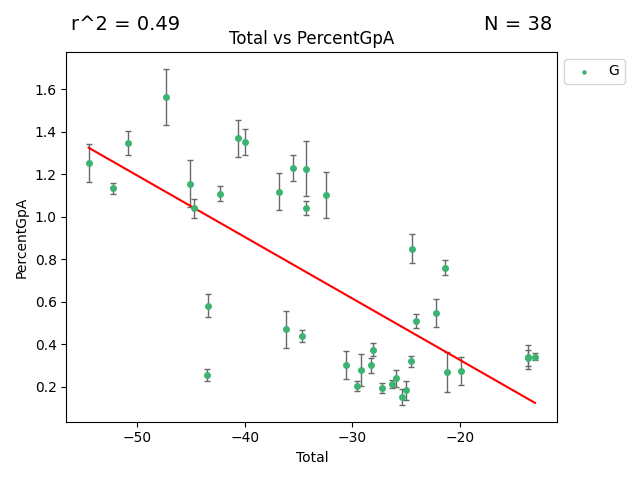 r^2 = 0.49
N = 38
Total vs PercentGpA
G
PercentGpA
1.6
1.4
1.2
1.0
0.8
0.6
0.4
0.2
−50
−40
−30
−20
Total